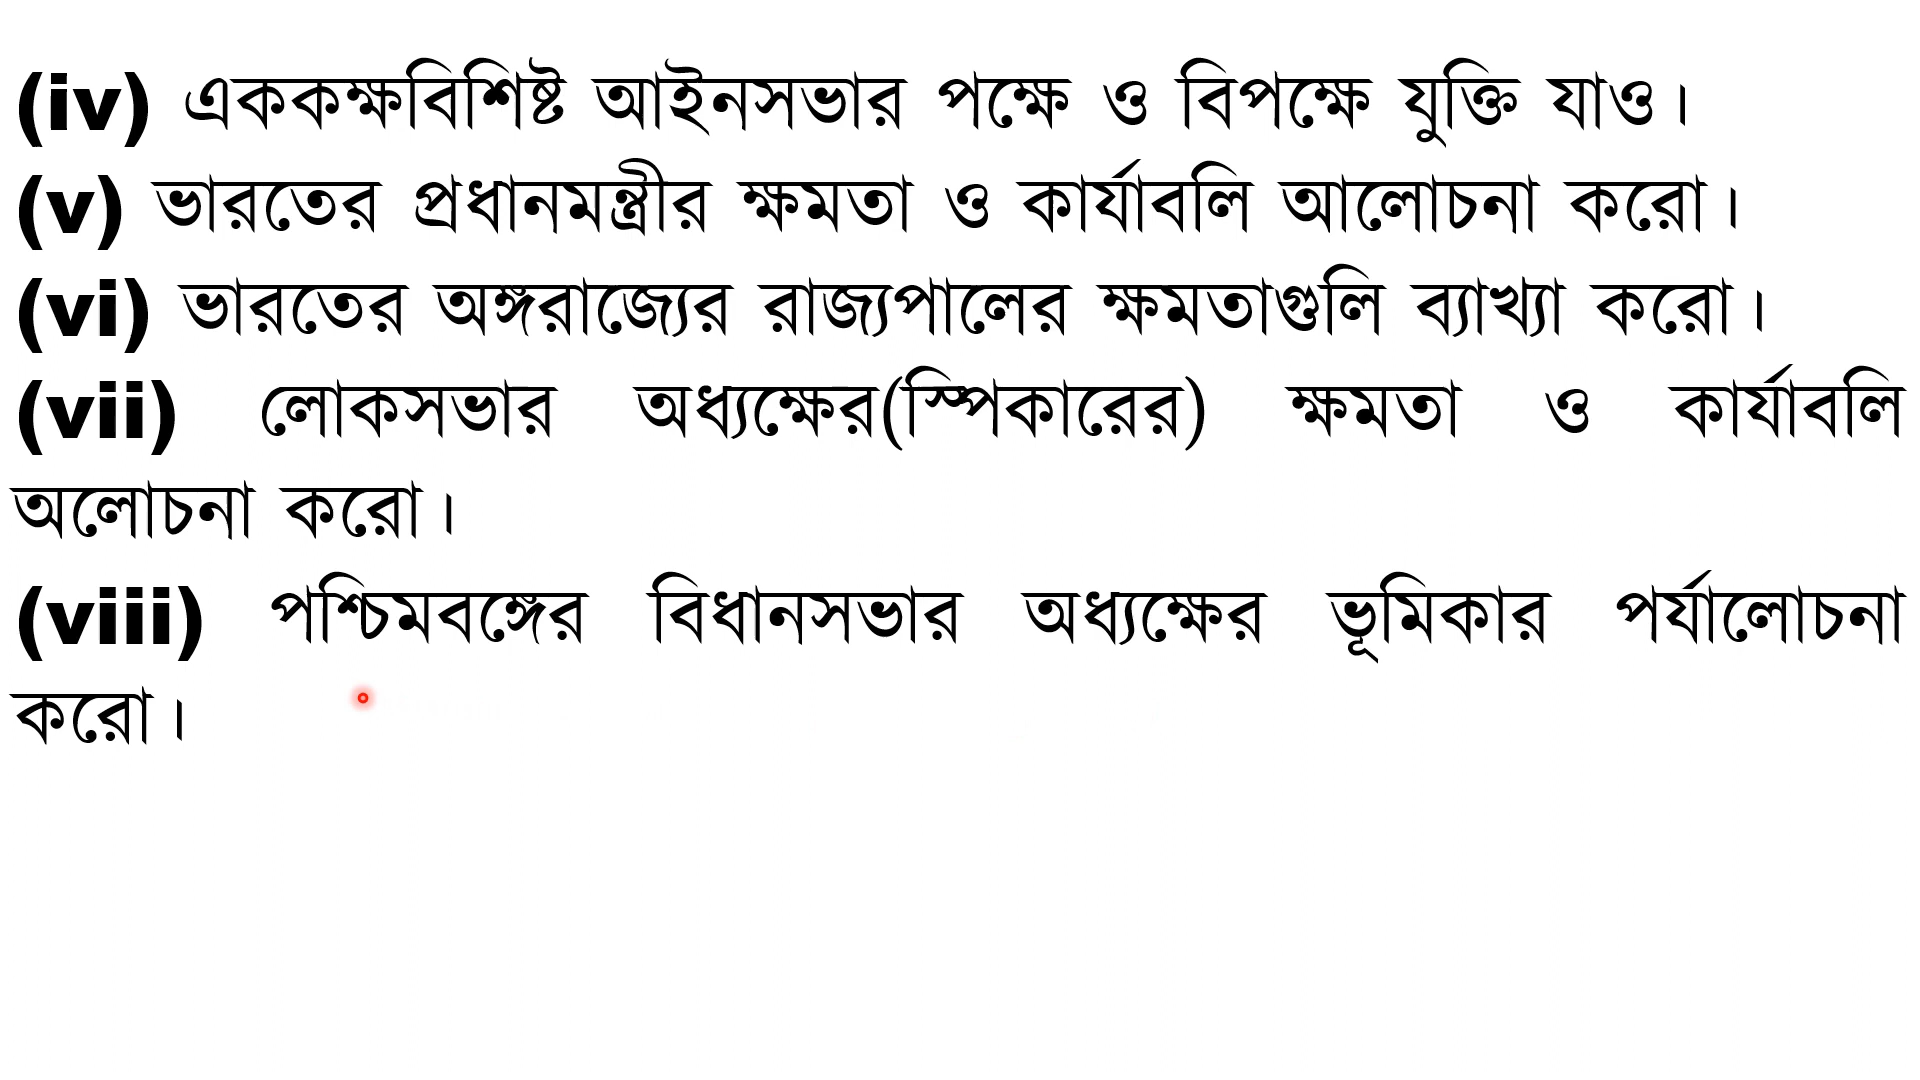 (iv) এককক্ষবিশিষ্ট আইনসভার পক্ষে ও বিপক্ষে যুক্তি যাও।
(v) ভারতের প্রধানমন্ত্রীর ক্ষমতা ও কার্যাবলি আলোচনা করো।
(vi) ভারতের অঙ্গরাজ্যের রাজ্যপালের ক্ষমতাগুলি ব্যাখ্যা করো।
(vii) লোকসভার অধ্যক্ষের(স্পিকারের) ক্ষমতা ও কার্যাবলি
অলোচনা করো।
(viii) পশ্চিমবঙ্গের বিধানসভার অধ্যক্ষের ভূমিকার পর্যালোচনা
করো।